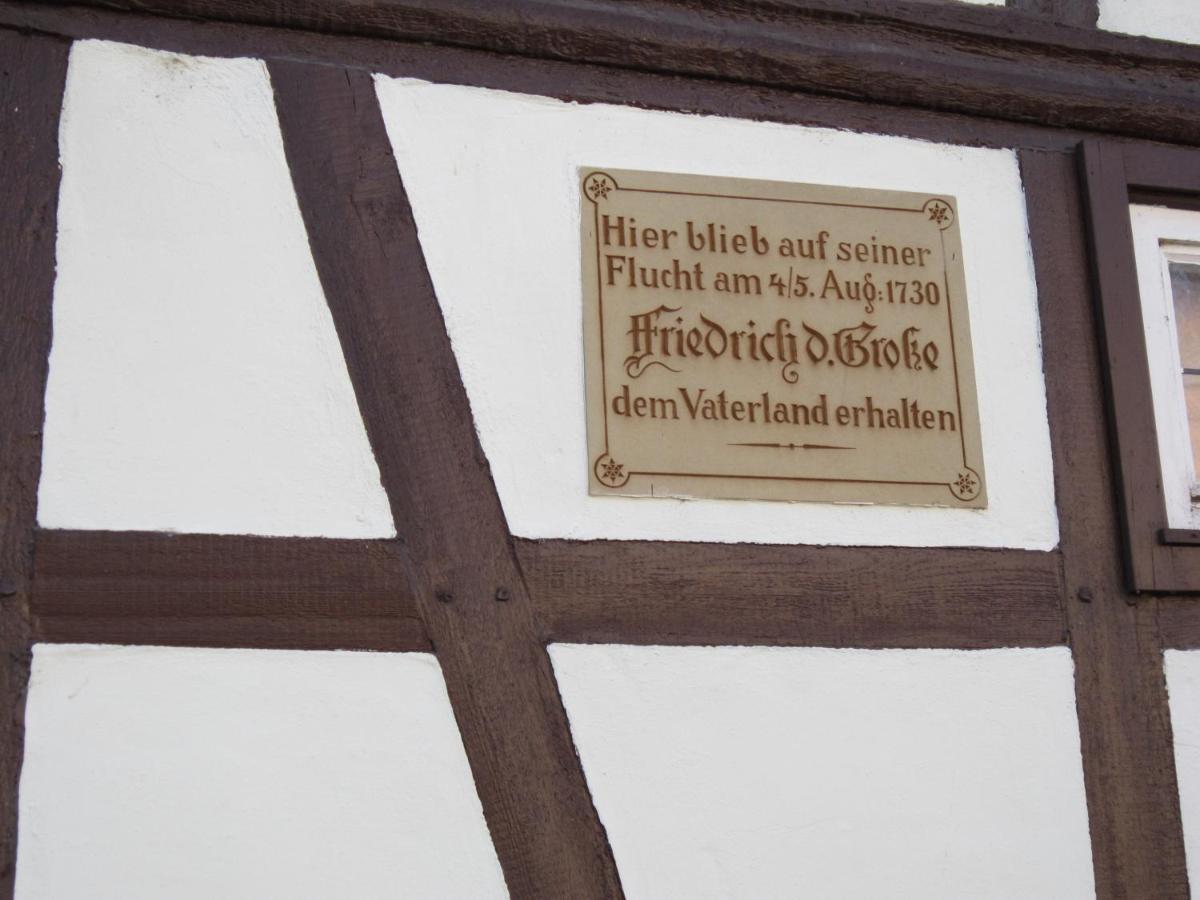 Hier blieb auf seiner
Flucht am 4/5. Aug: 1730
Friedrich d. Große
dem Vaterland erhalten